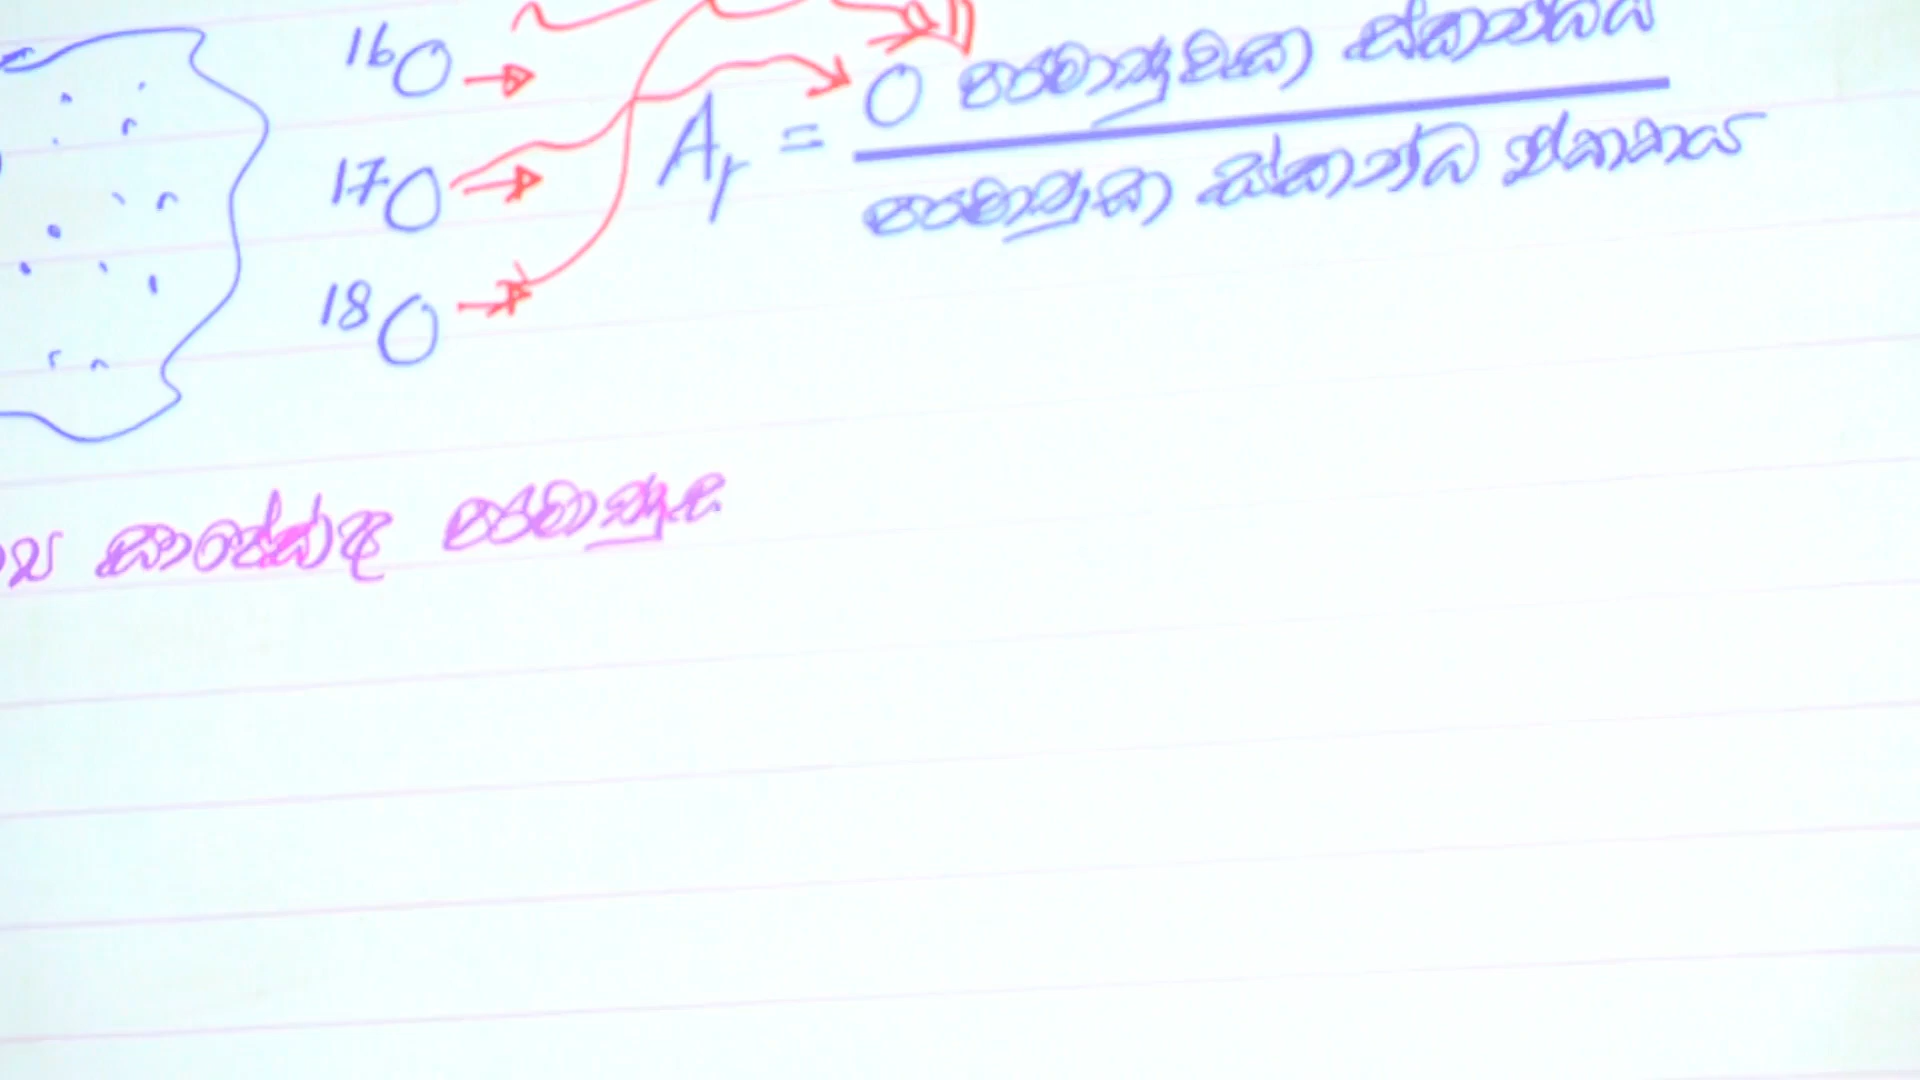 16O
17O
18O
Ar = O පරමාණුවක ස්කන්ධය
පරමාණුක ස්කන්ධ ඒකකය
සාපේක්ෂ පරමාණුක